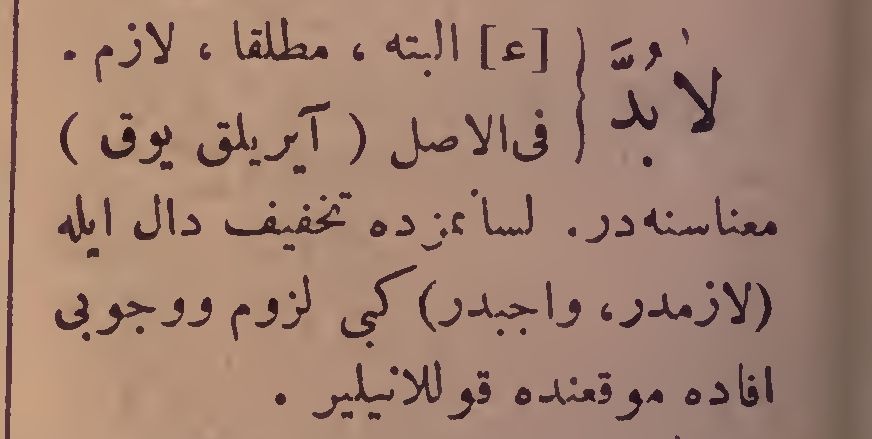 لابُدَّ { [ع] البته ، مطلقا ، لازم .
فی‌الاصل ( آیریلق یوق )
معناسنه‌در. لسانمزده تخفیف دال ایله
(لازمدر، واجبدر) کبی لزوم ووجوبی
افاده موقعنده قوللانیلیر .